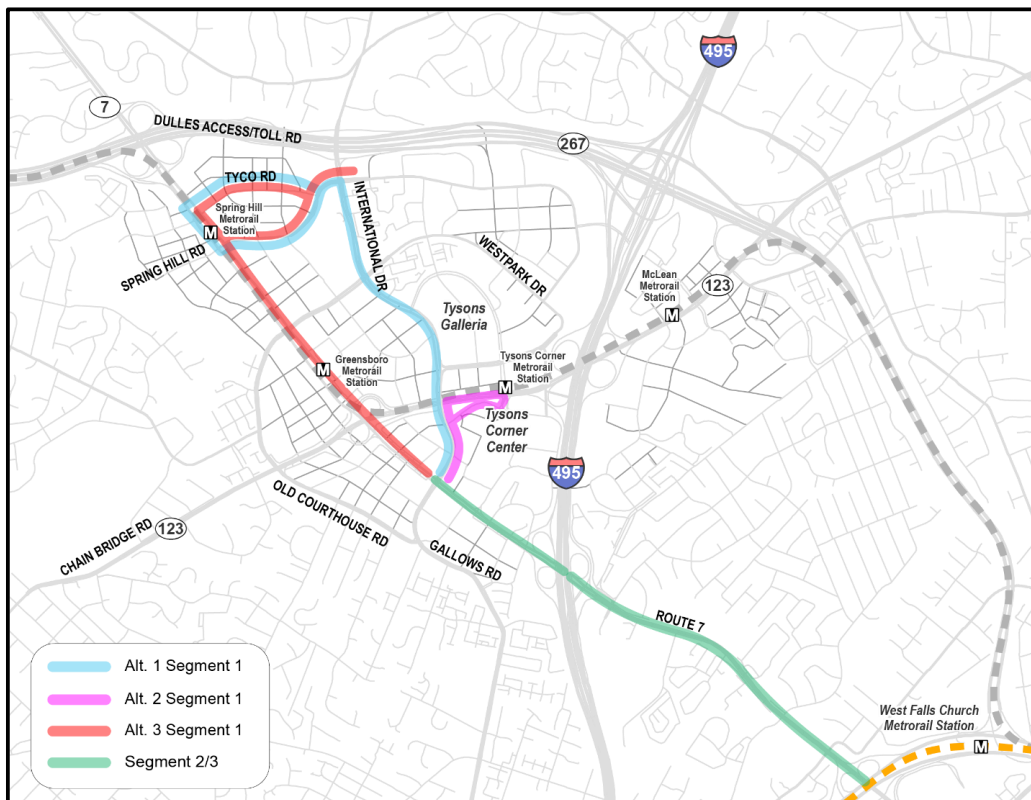 495
7
DULLES ACCESS/TOLL RD
267
TYCO RD
INTERNATIONAL DR
Spring Hill
Metrorail
Station
M
SPRING HILL RD
WESTPARK DR
McLean
Metrorail
Station
M
123
Tysons
Galleria
Greensboro
Metrorail
Station
M
Tysons Corner
Metrorail
Station
M
Tysons
Corner
Center
495
OLD COURTHOUSE RD
CHAIN BRIDGE RD
123
GALLOWS RD
ROUTE 7
West Falls Church
Metrorail Station
M
Alt. 1 Segment 1
Alt. 2 Segment 1
Alt. 3 Segment 1
Segment 2/3